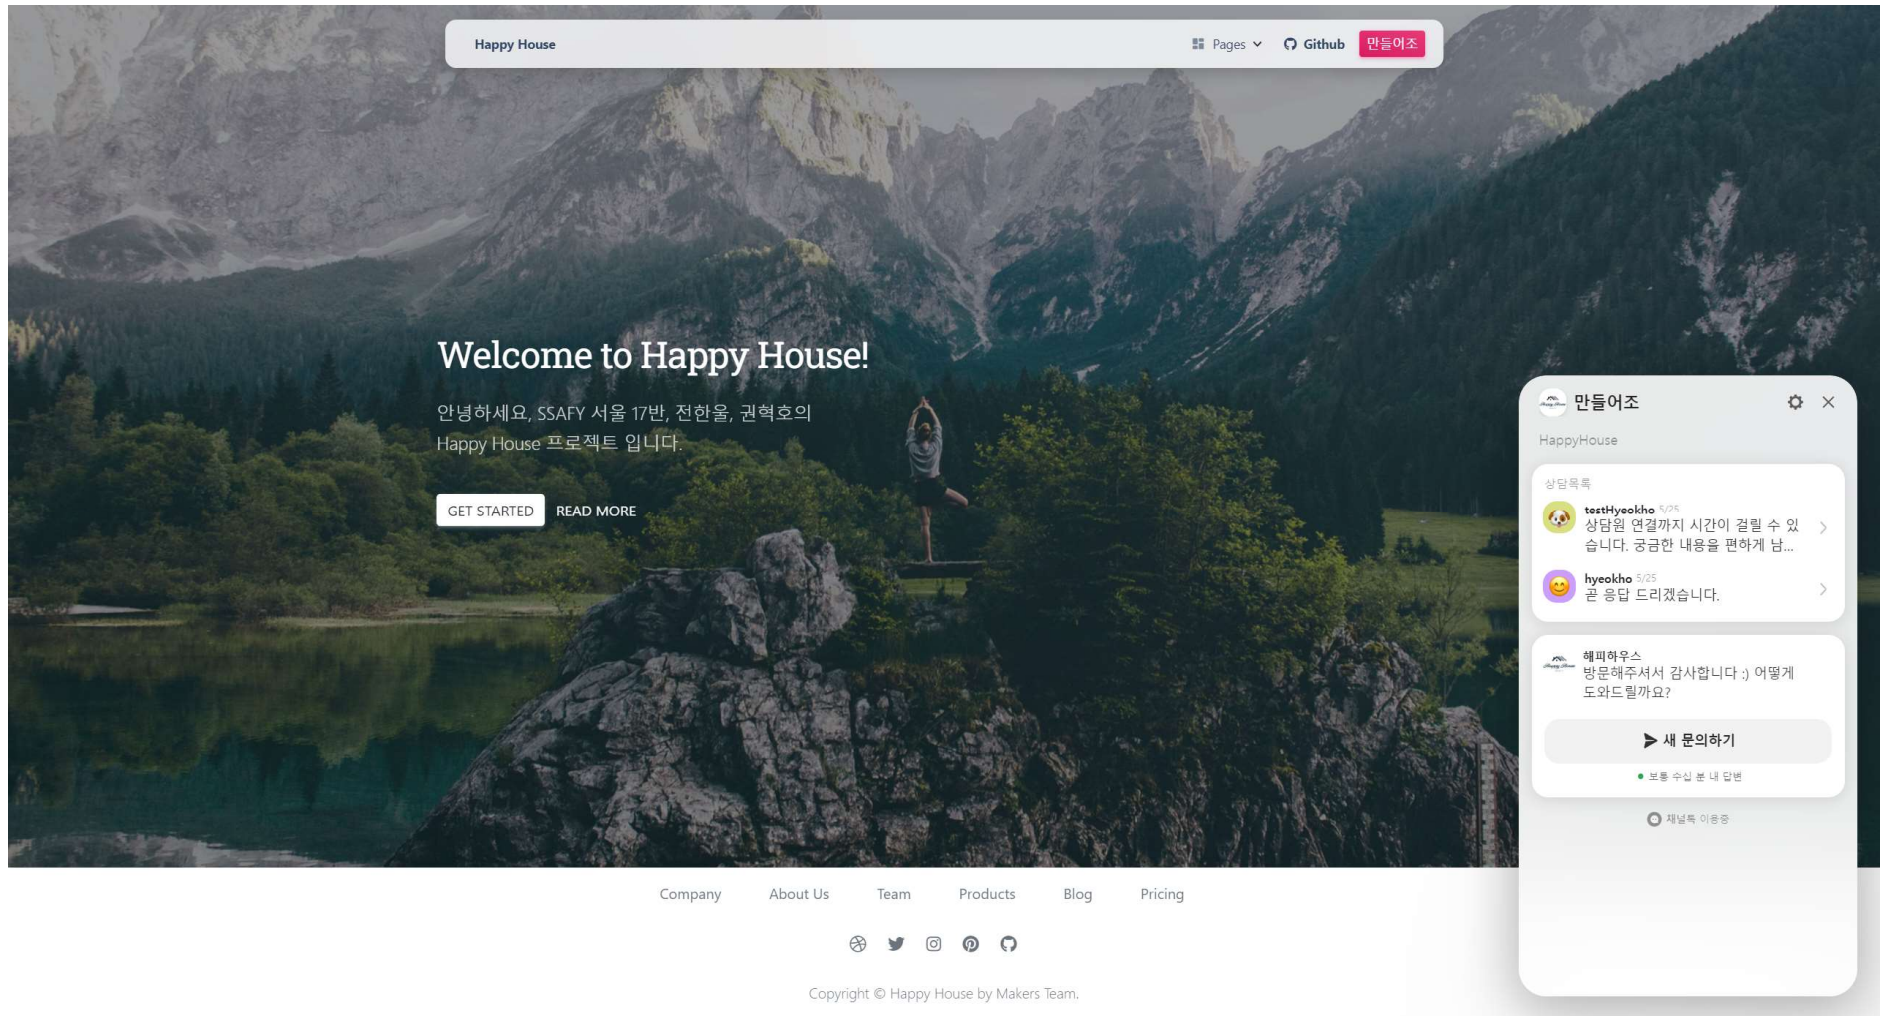 Happy House
Pages
Github
만들어조
Welcome to Happy House!
안녕하세요, SSAFY 서울 17반, 전한울, 권혁호의
Happy House 프로젝트 입니다.
GET STARTED
READ MORE
만들어조
HappyHouse
상담목록
testHyeokho 5/25
상담원 연결까지 시간이 걸릴 수 있
습니다. 궁금한 내용을 편하게 남...
hyeokho 5/25
곧 응답 드리겠습니다.
해피하우스
방문해주셔서 감사합니다 :) 어떻게
도와드릴까요?
새 문의하기
보통 수십 분 내 답변
채널톡 이용중
Company
About Us
Team
Products
Blog
Pricing
Copyright © Happy House by Makers Team.